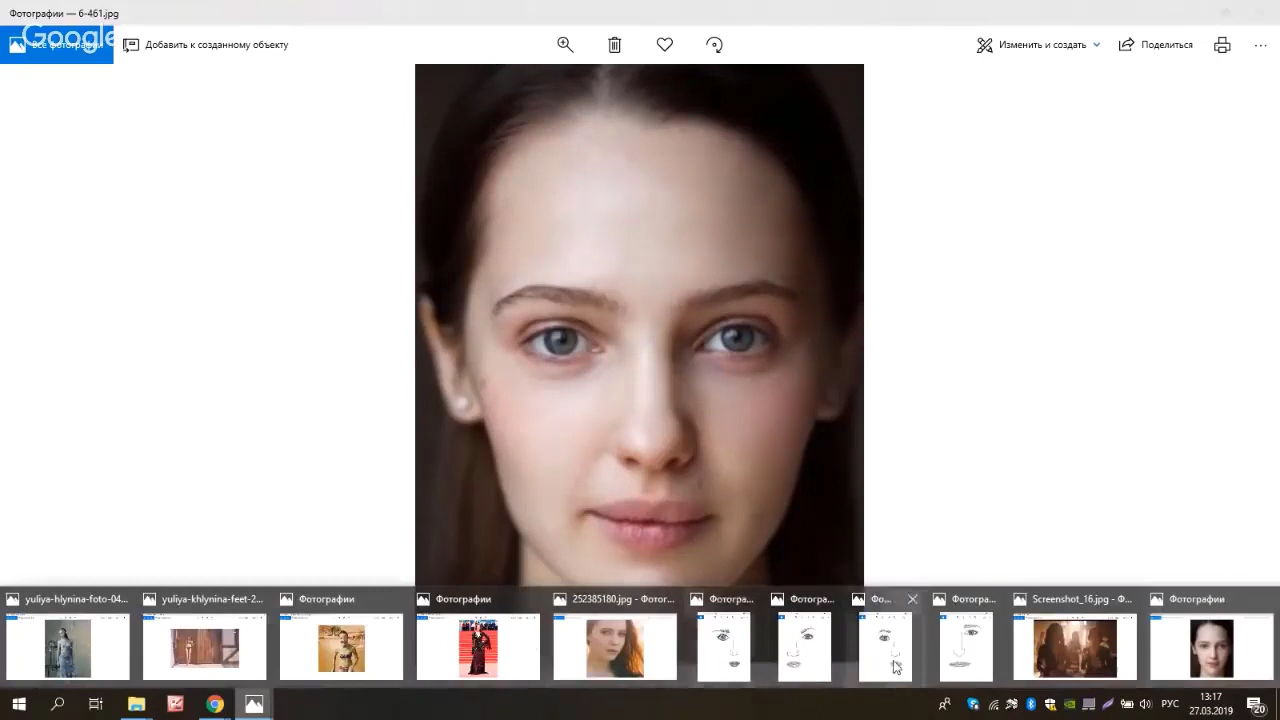 Фотографии — 6-461.jpg
Google
Все фотографии
Добавить к созданному объекту
Изменить и создать
Поделиться
yuliya-hlynina-foto-04...
yuliya-khlynina-feet-2...
Фотографии
Фотографии
252385180.jpg - Фотог...
Фотогра...
Фотогра...
Фо...
Фотогра...
Screenshot_16.jpg - Ф...
Фотографии
РУС
13:17
27.03.2019
20